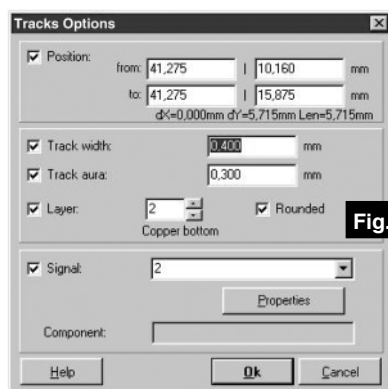 Tracks Options
Position:
from: 41,275 | 10,160 mm
to: 41,275 | 15,875 mm
dX=0,000mm dY=5,715mm Len=5,715mm
Track width: 0,400 mm
Track aura: 0,300 mm
Layer: 2 Rounded
Copper bottom
Fig.
Signal: 2
Properties
Component:
Help Ok Cancel